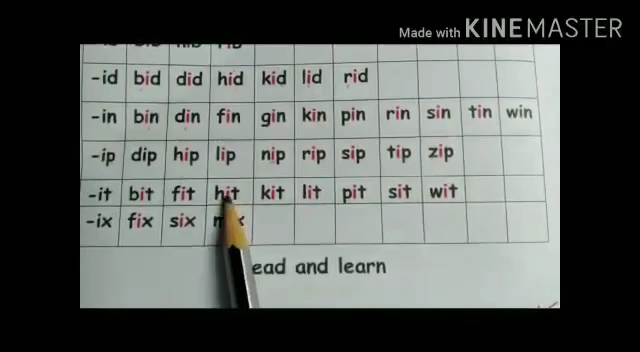 Made with KINEMASTER
-id bid did hid kid lid rid
-in bin din fin gin kin pin rin sin tin win
-ip dip hip lip nip rip sip tip zip
-it bit fit hit kit lit pit sit wit
-ix fix six
ead and learn